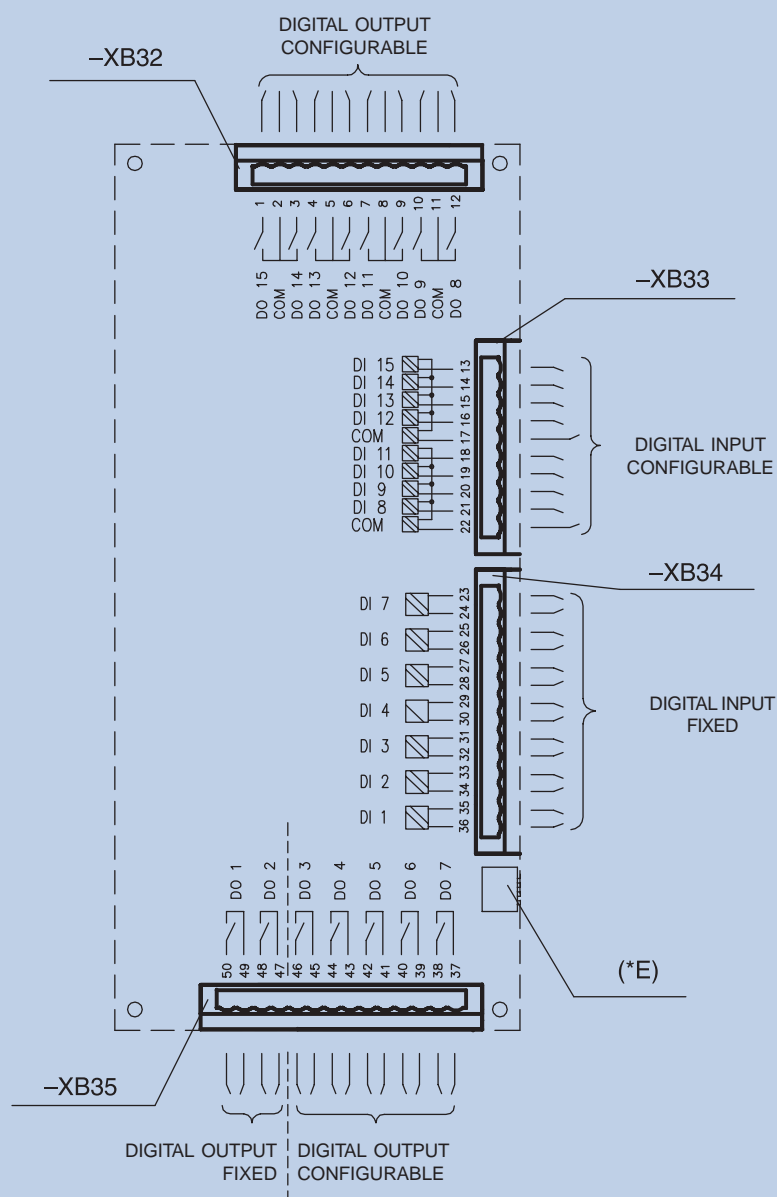 DIGITAL OUTPUT
CONFIGURABLE
–XB32
1
2
3
4
5
6
7
8
9
10
11
12
DO 15
COM
DO 14
DO 13
COM
DO 12
DO 11
COM
DO 10
DO 9
COM
DO 8
–XB33
DI 15 13
DI 14 14
DI 13 15
DI 12 16
COM 17
DI 11 18
DI 10 19
DI 9 20
DI 8 21
COM 22
DIGITAL INPUT
CONFIGURABLE
–XB34
DI 7 23 24
DI 6 25 26
DI 5 27 28
DI 4 29 30
DI 3 31 32
DI 2 33 34
DI 1 35 36
DIGITAL INPUT
FIXED
DO 1
DO 2
DO 3
DO 4
DO 5
DO 6
DO 7
50
49
48
47
46
45
44
43
42
41
40
39
38
37
(*E)
–XB35
DIGITAL OUTPUT
FIXED
DIGITAL OUTPUT
CONFIGURABLE